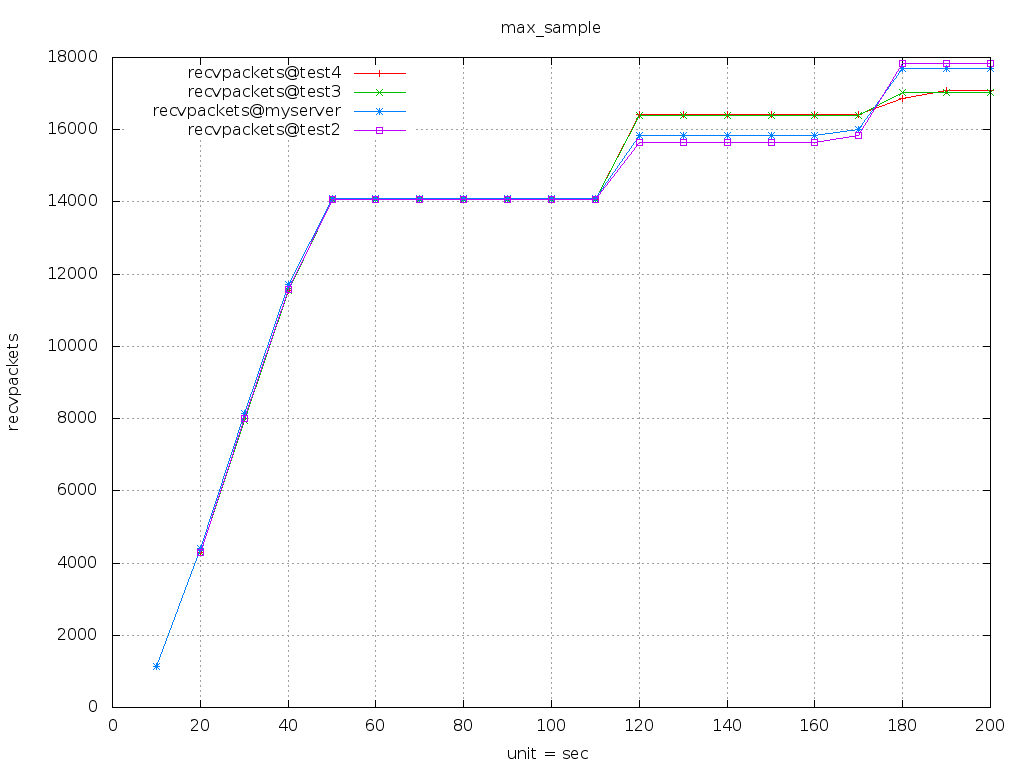 max_sample
18000
16000
14000
12000
10000
8000
6000
4000
2000
0
recvpackets
recvpackets@test4
recvpackets@test3
recvpackets@myserver
recvpackets@test2
0 20 40 60 80 100 120 140 160 180 200
unit = sec